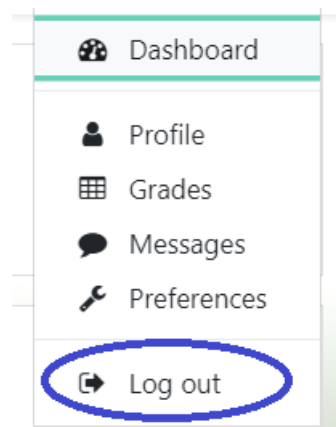 Dashboard
Profile
Grades
Messages
Preferences
Log out